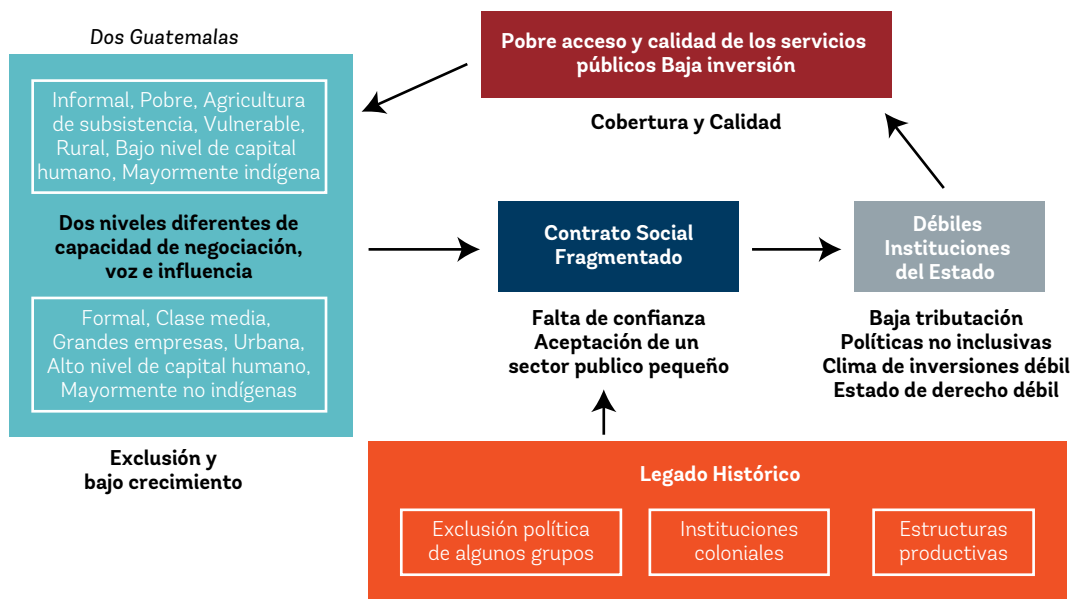 Dos Guatemalas
Informal, Pobre, Agricultura
de subsistencia, Vulnerable,
Rural, Bajo nivel de capital
humano, Mayormente indígena
Dos niveles diferentes de
capacidad de negociación,
voz e influencia
Formal, Clase media,
Grandes empresas, Urbana,
Alto nivel de capital humano,
Mayormente no indígenas
Exclusión y
bajo crecimiento
Pobre acceso y calidad de los servicios
públicos Baja inversión
Cobertura y Calidad
Contrato Social
Fragmentado
Falta de confianza
Aceptación de un
sector publico pequeño
Débiles
Instituciones
del Estado
Baja tributación
Políticas no inclusivas
Clima de inversiones débil
Estado de derecho débil
Legado Histórico
Exclusión política
de algunos grupos
Instituciones
coloniales
Estructuras
productivas